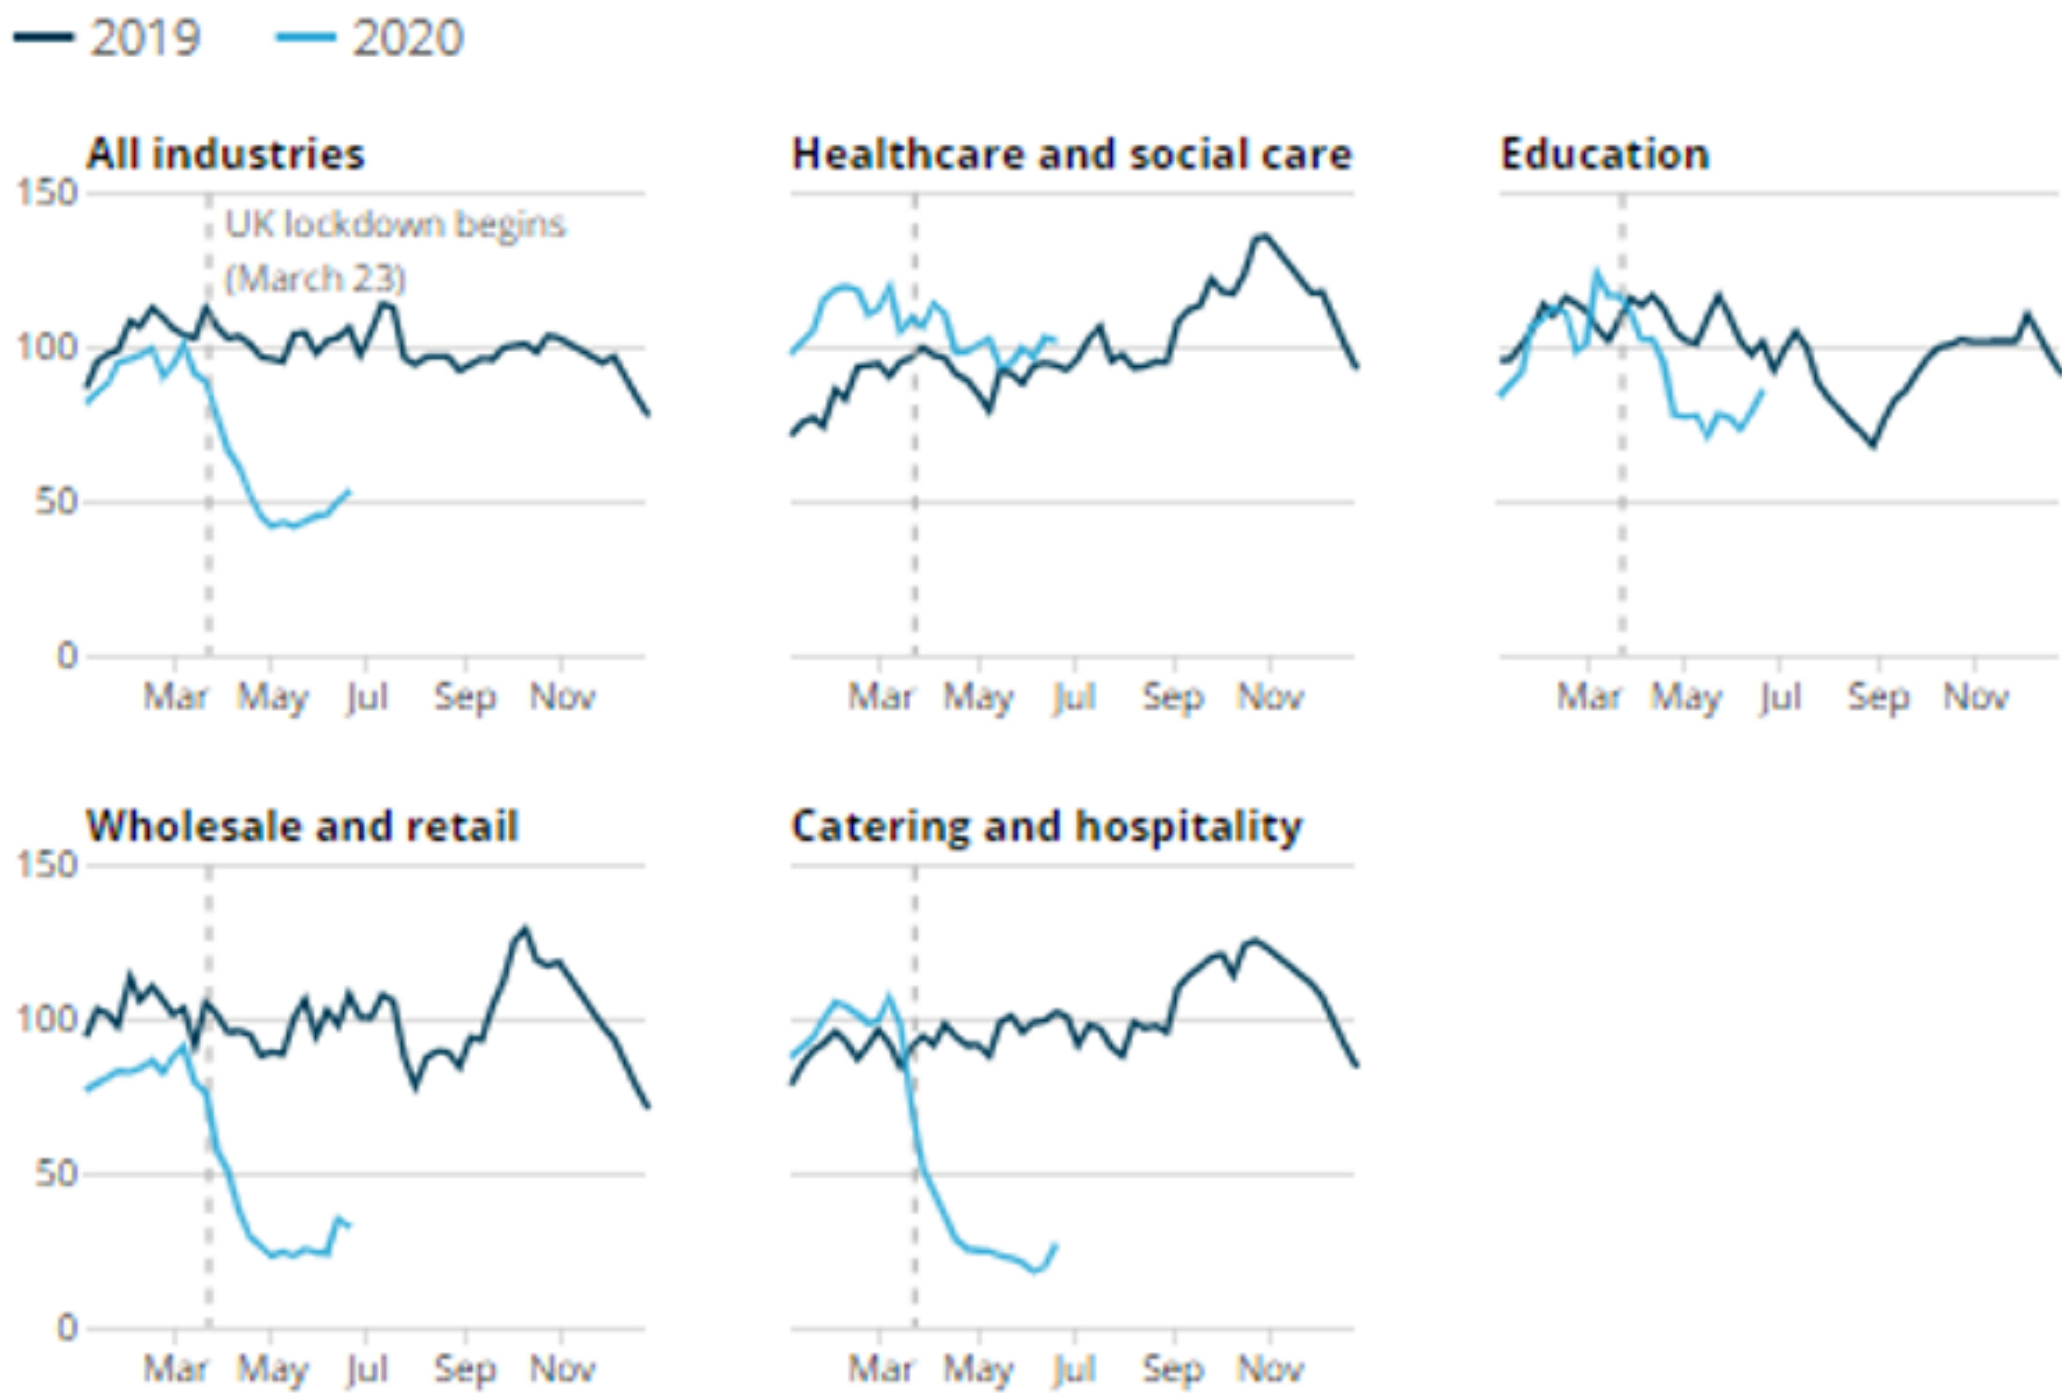 2019 2020
All industries Healthcare and social care Education
150
UK lockdown begins
(March 23)
100
50
0
Mar May Jul Sep Nov Mar May Jul Sep Nov Mar May Jul Sep Nov
Wholesale and retail Catering and hospitality
150
100
50
0
Mar May Jul Sep Nov Mar May Jul Sep Nov